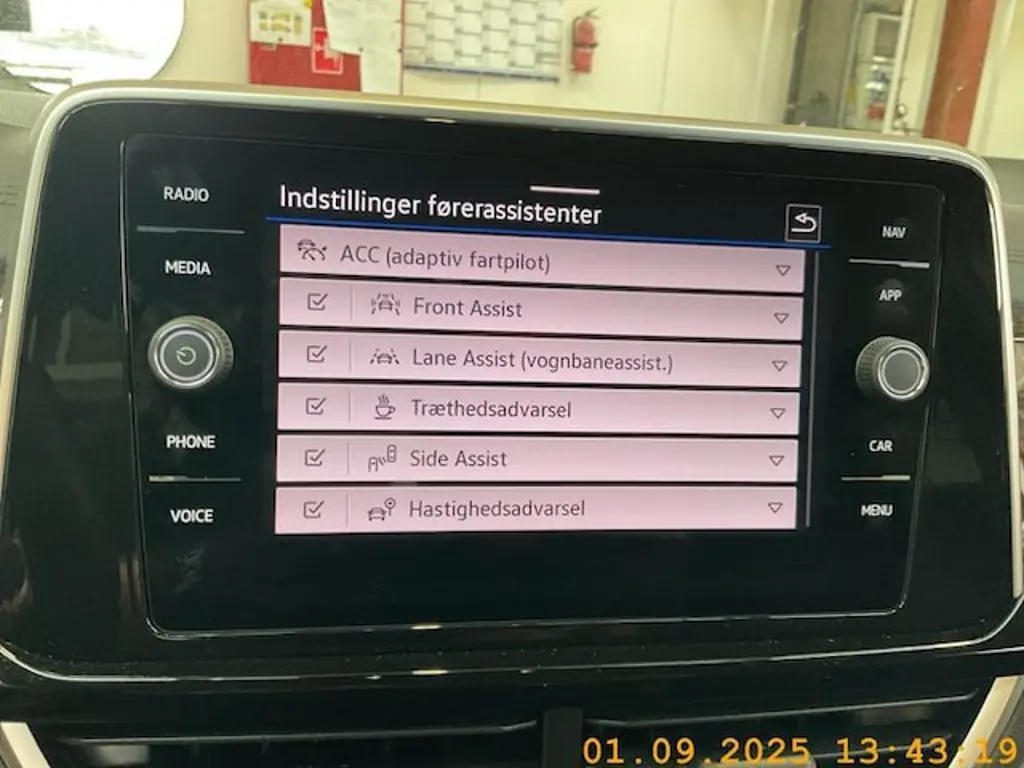 RADIO
MEDIA
PHONE
VOICE
Indstillinger førerassistenter
ACC (adaptiv fartpilot)
Front Assist
Lane Assist (vognbaneassist.)
Træthedsadvarsel
Side Assist
Hastighedsadvarsel
NAV
APP
CAR
MENU
01.09.2025 13:43:19